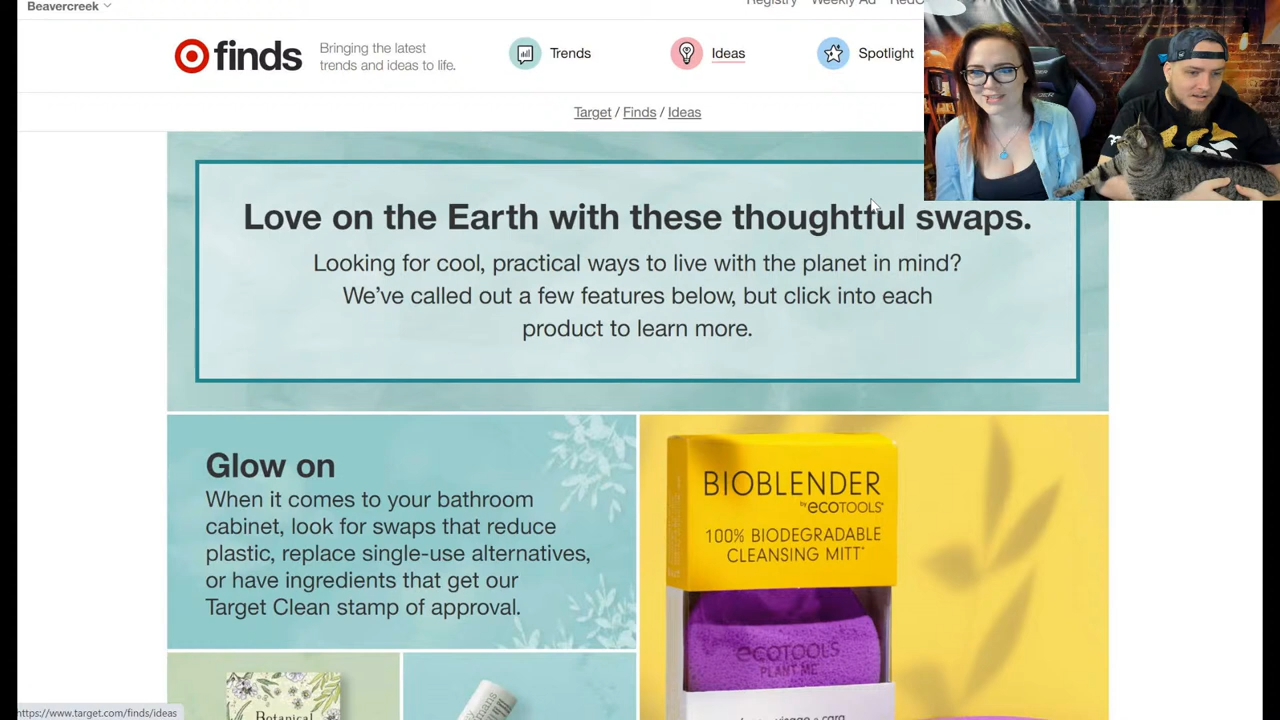 Beavercreek
Registry Weekly Ad RedC
finds
Bringing the latest
trends and ideas to life.
Trends
Ideas
Spotlight
Target / Finds / Ideas
Love on the Earth with these thoughtful swaps.
Looking for cool, practical ways to live with the planet in mind?
We've called out a few features below, but click into each
product to learn more.
Glow on
When it comes to your bathroom
cabinet, look for swaps that reduce
plastic, replace single-use alternatives,
or have ingredients that get our
Target Clean stamp of approval.
BIOBLENDER
by ecoTOOLS®
100% BIODEGRADABLE
CLEANSING MITT*
ecoTOOLS
PLANT ME
Botanical
https://www.target.com/finds/ideas